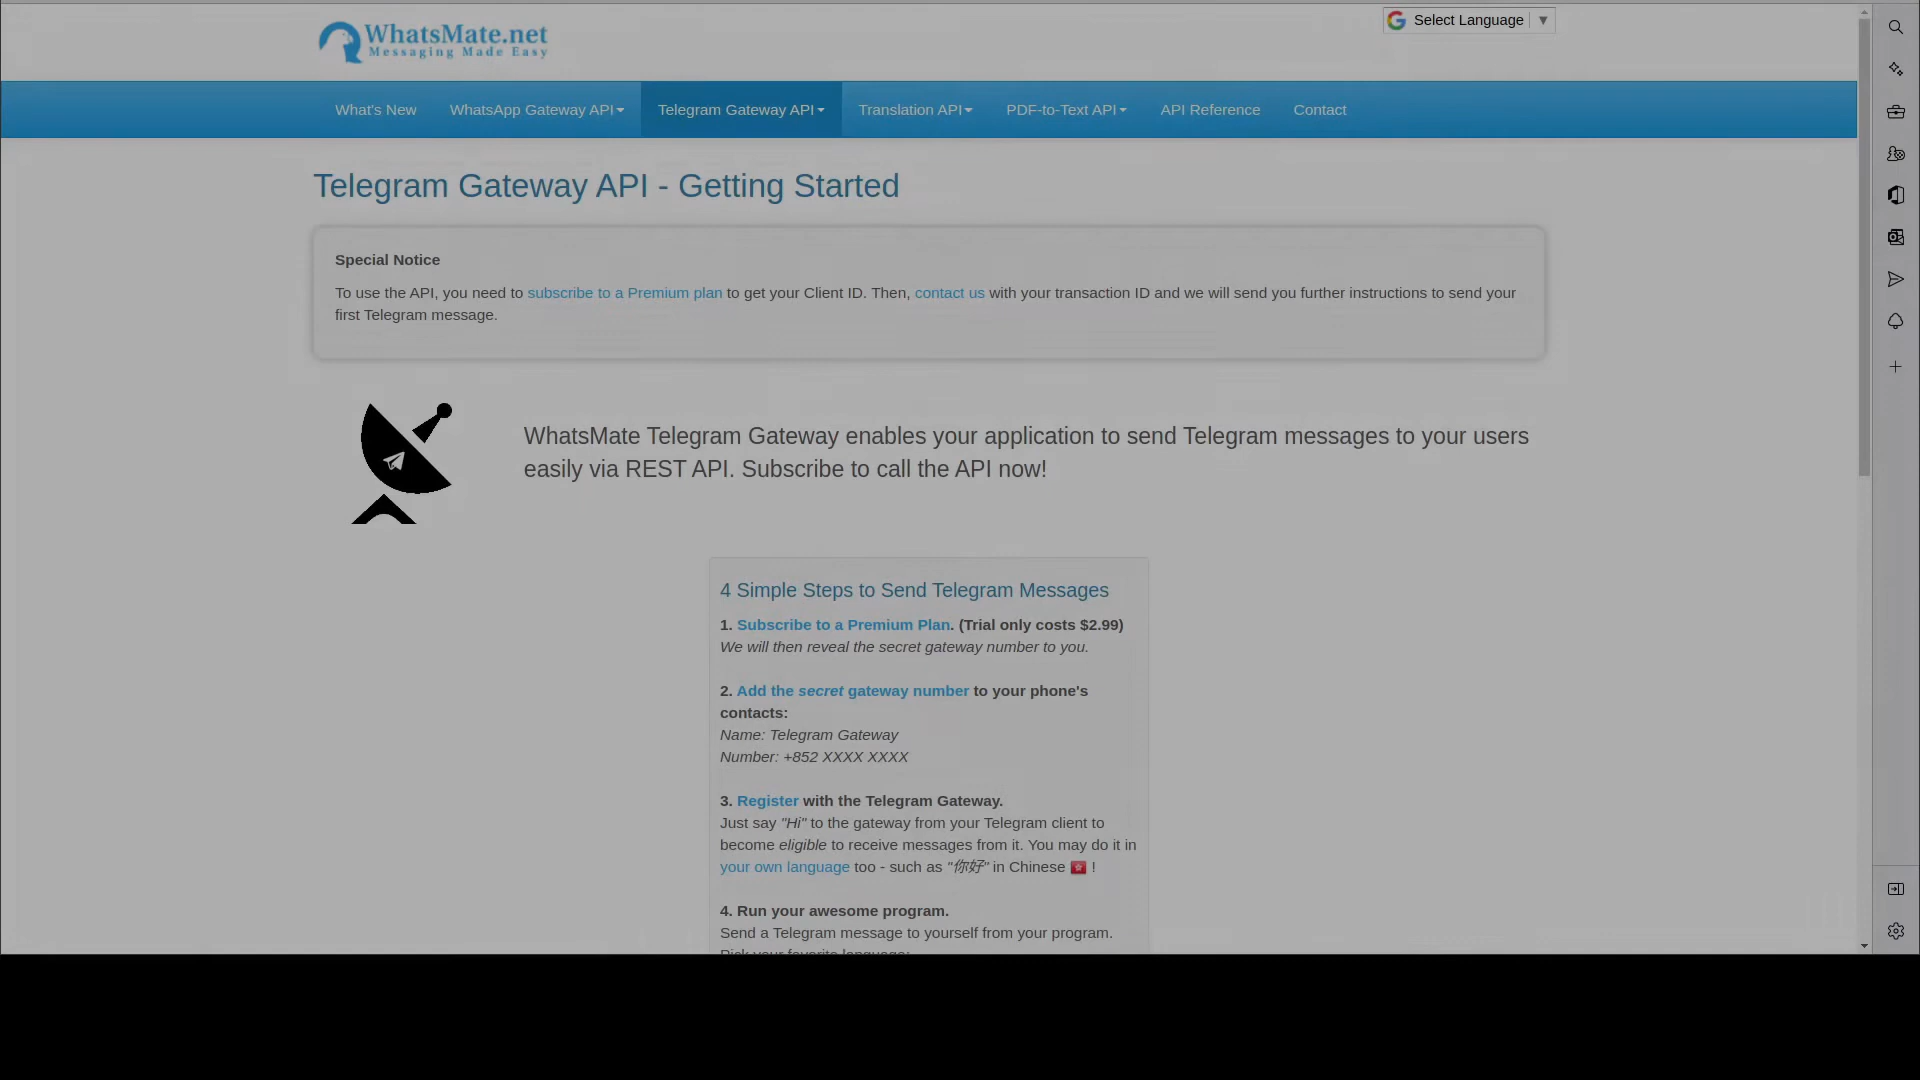 WhatsMate.net
Messaging Made Easy
Select Language ▼
What's New WhatsApp Gateway API Telegram Gateway API Translation API PDF-to-Text API API Reference Contact
Telegram Gateway API - Getting Started
Special Notice
To use the API, you need to subscribe to a Premium plan to get your Client ID. Then, contact us with your transaction ID and we will send you further instructions to send your
first Telegram message.
WhatsMate Telegram Gateway enables your application to send Telegram messages to your users
easily via REST API. Subscribe to call the API now!
4 Simple Steps to Send Telegram Messages
1. Subscribe to a Premium Plan. (Trial only costs $2.99)
We will then reveal the secret gateway number to you.
2. Add the secret gateway number to your phone's
contacts:
Name: Telegram Gateway
Number: +852 XXXX XXXX
3. Register with the Telegram Gateway.
Just say "Hi" to the gateway from your Telegram client to
become eligible to receive messages from it. You may do it in
your own language too - such as "你好" in Chinese !
4. Run your awesome program.
Send a Telegram message to yourself from your program.
Pick your favorite language: